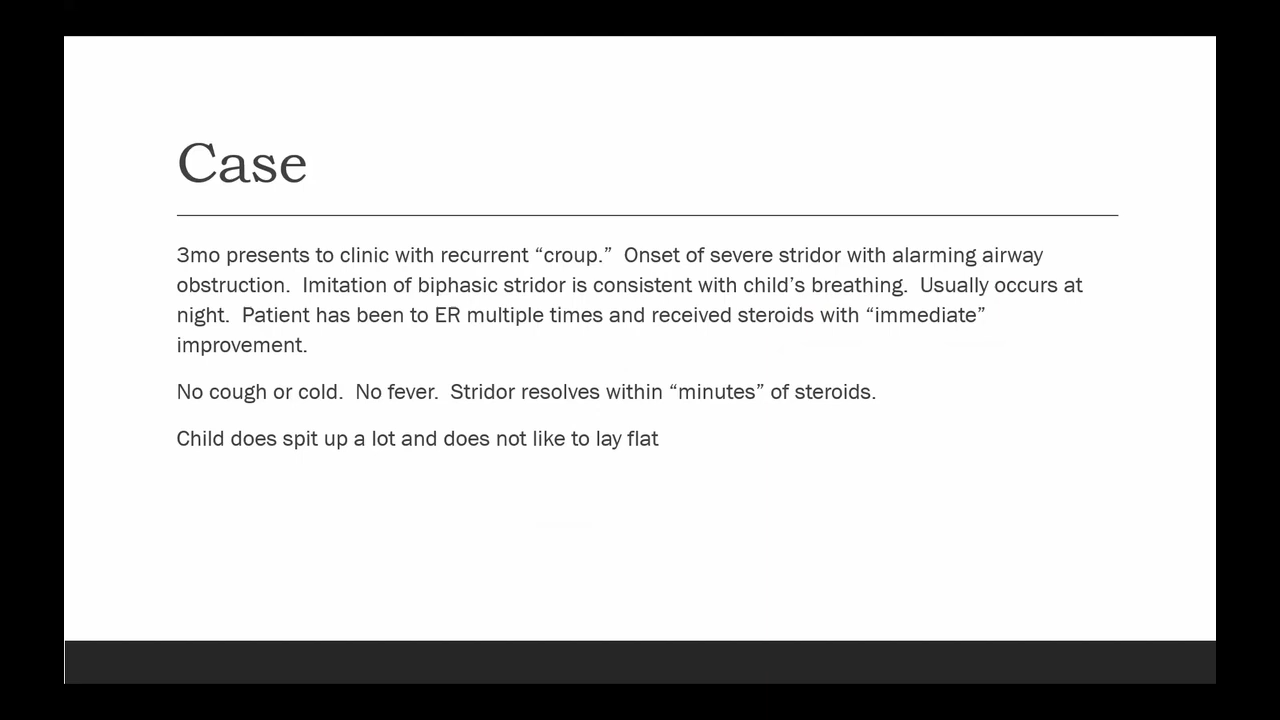 Case
3mo presents to clinic with recurrent “croup.”  Onset of severe stridor with alarming airway
obstruction.  Imitation of biphasic stridor is consistent with child’s breathing.  Usually occurs at
night.  Patient has been to ER multiple times and received steroids with “immediate”
improvement.
No cough or cold.  No fever.  Stridor resolves within “minutes” of steroids.
Child does spit up a lot and does not like to lay flat